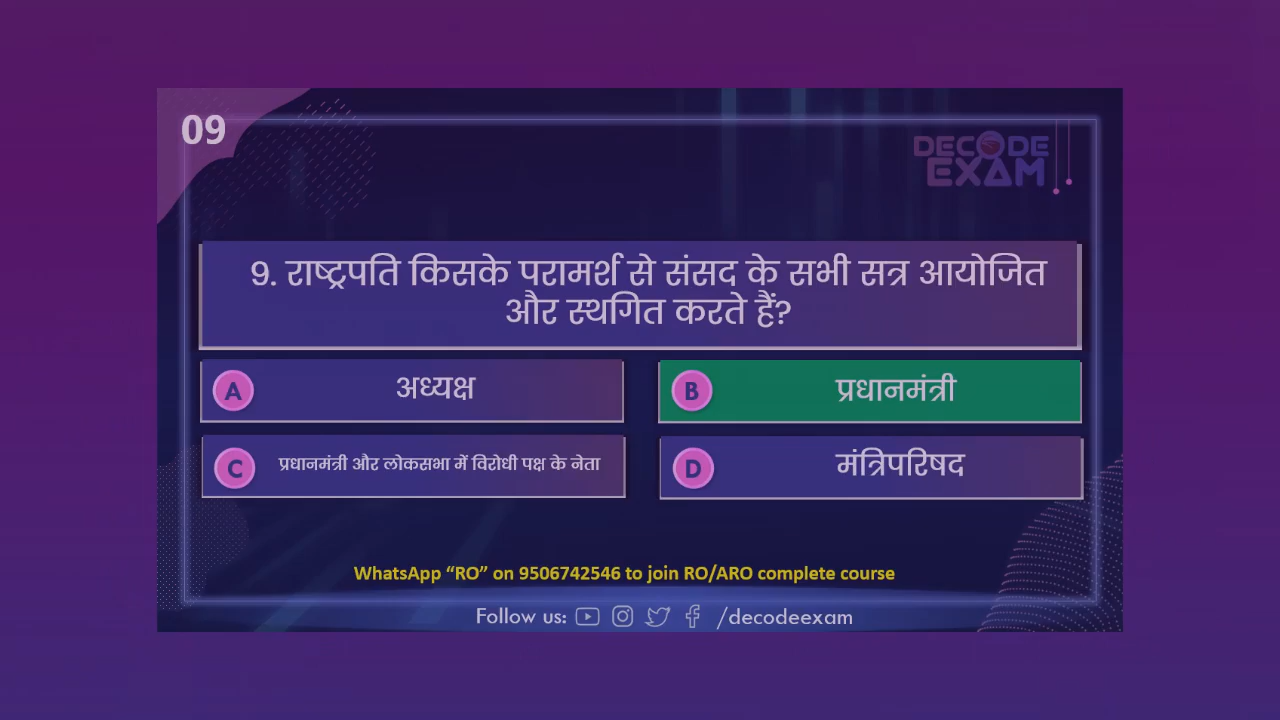 09
DECODE
EXAM
9. राष्ट्रपति किसके परामर्श से संसद के सभी सत्र आयोजित
और स्थगित करते हैं?
A अध्यक्ष
B प्रधानमंत्री
C प्रधानमंत्री और लोकसभा में विरोधी पक्ष के नेता
D मंत्रिपरिषद
WhatsApp “RO” on 9506742546 to join RO/ARO complete course
Follow us: /decodeexam